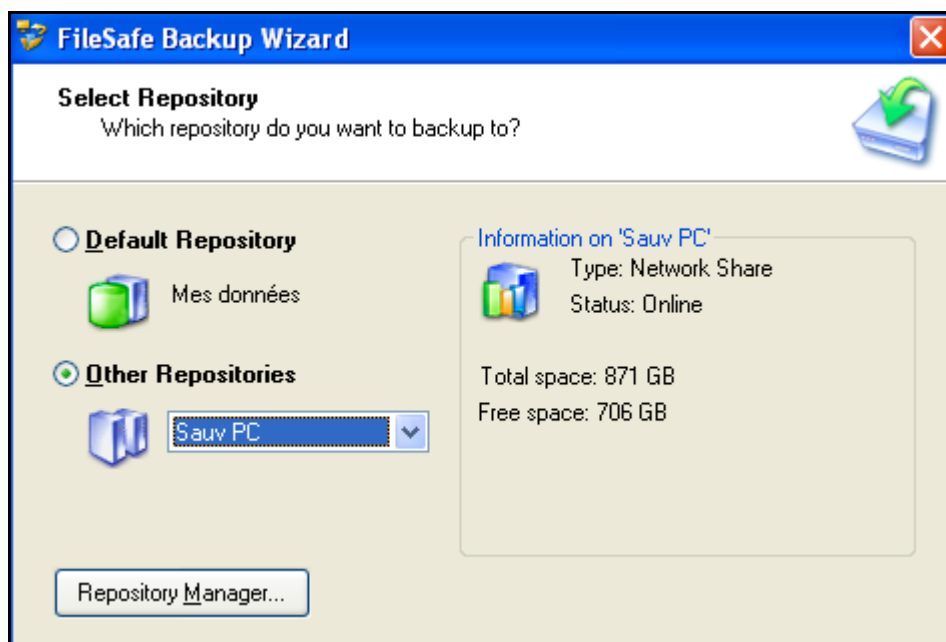 FileSafe Backup Wizard
Select Repository
Which repository do you want to backup to?
Default Repository
Mes données
Other Repositories
Sauv PC
Information on 'Sauv PC'
Type: Network Share
Status: Online
Total space: 871 GB
Free space: 706 GB
Repository Manager...